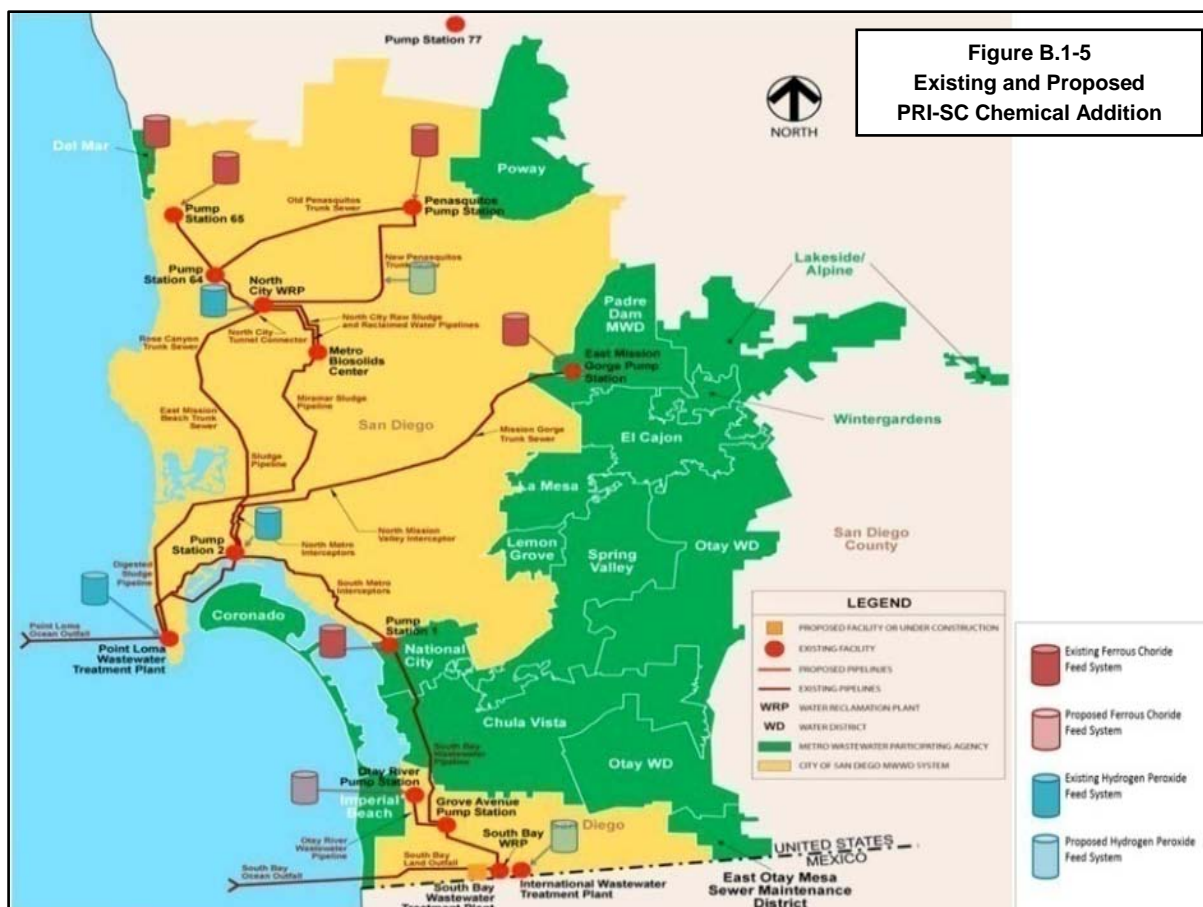 Figure B.1-5
Existing and Proposed
PRI-SC Chemical Addition
Pump Station 77
NORTH
Del Mar
Poway
Pump
Station 65
Old Penasquitos
Trunk Sewer
Penasquitos
Pump Station
Pump
Station 64
North
City WRP
New Penasquitos
Lakeside/
Alpine
Padre
Dam
MWD
North City Raw Sludge
and Reclaimed Water Pipelines
Rose Canyon
Trunk Sewer
North City
Tunnel Connector
Metro
Biosolids
Center
East Mission
Gorge Pump
Station
Miramar Sludge
Pipeline
Wintergardens
East Mission
Beach Trunk
Sewer
San Diego
Mission Gorge
Trunk Sewer
El Cajon
Sludge
Pipeline
La Mesa
Pump
Station 2
North Metro
Interceptors
North Mission
Valley Interceptor
Lemon
Grove
Spring
Valley
Otay WD
San Diego
County
Digested
Sludge
Pipeline
South Metro
Interceptors
Coronado
Point Loma
Ocean Outfall
Point Loma
Wastewater
Treatment Plant
Pump
Station 1
National
City
LEGEND
PROPOSED FACILITY OR UNDER CONSTRUCTION
EXISTING FACILITY
PROPOSED PIPELINJES
EXISTING PIPELINES
WRP WATER RECLAMATION PLANT
WD WATER DISTRICT
METRO WASTEWATER PARTICIPATING AGENCY
CITY OF SAN DIEGO MWWD SYSTEM
Existing Ferrous Choride
Feed System
Proposed Ferrous Choride
Feed System
Existing Hydrogen Peroxide
Feed System
Proposed Hydrogen Peroxide
Feed System
Chula Vista
South Bay
Wastewater
Pipeline
Otay WD
Otay River
Pump Station
Imperial
Beach
Grove Avenue
Pump Station
Otay River
Wastewater
Pipeline
South Bay
WRP
Diego
South Bay
Land Outfall
South Bay
Ocean Outfall
UNITED STATES
MEXICO
South Bay
Wastewater
Treatment Plant
International Wastewater
Treatment Plant
East Otay Mesa
Sewer Maintenance
District